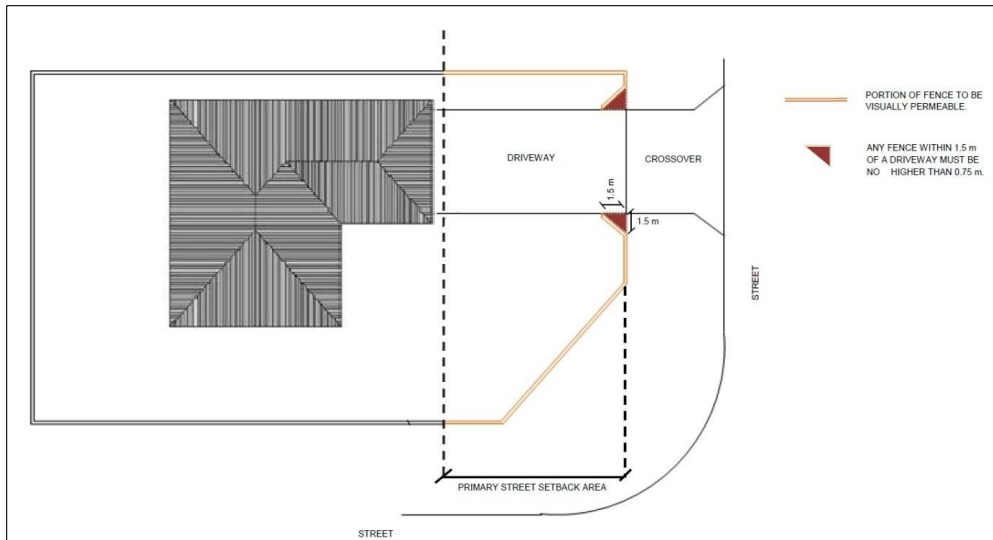 PORTION OF FENCE TO BE
VISUALLY PERMEABLE.
ANY FENCE WITHIN 1.5 m
OF A DRIVEWAY MUST BE
NO HIGHER THAN 0.75 m.
DRIVEWAY
CROSSOVER
1.5 m
1.5 m
STREET
PRIMARY STREET SETBACK AREA
STREET